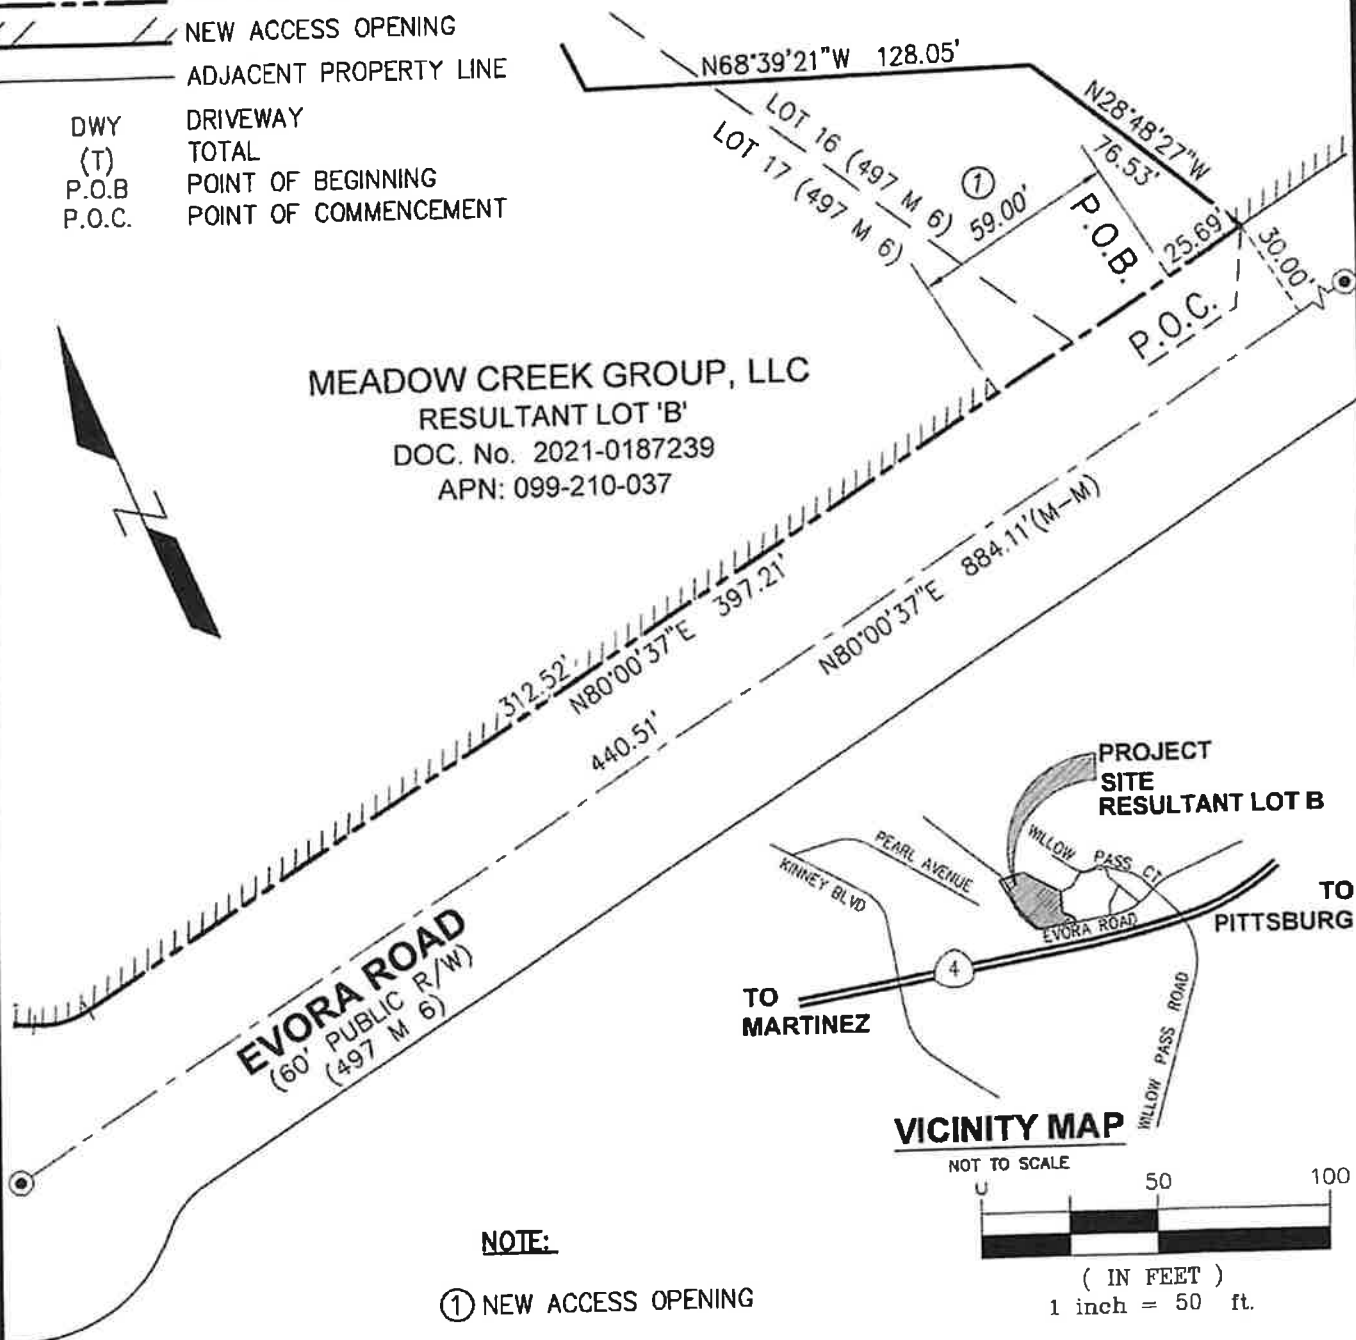 NEW ACCESS OPENING
ADJACENT PROPERTY LINE
DWY DRIVEWAY
(T) TOTAL
P.O.B POINT OF BEGINNING
P.O.C. POINT OF COMMENCEMENT
N68°39'21"W 128.05'
N28°48'27"W
76.53'
LOT 16 (497 M 6)
LOT 17 (497 M 6)
1
59.00'
P.O.B.
25.69'
30.00'
P.O.C.
MEADOW CREEK GROUP, LLC
RESULTANT LOT 'B'
DOC. No. 2021-0187239
APN: 099-210-037
312.52'
N80°00'37"E 397.21'
N80°00'37"E 884.11'(M-M)
440.51'
EVORA ROAD
(60' PUBLIC R/W)
(497 M 6)
PROJECT
SITE
RESULTANT LOT B
PEARL AVENUE
KINNEY BLVD
WILLOW PASS CT
EVORA ROAD
TO
PITTSBURG
4
TO
MARTINEZ
WILLOW PASS ROAD
VICINITY MAP
NOT TO SCALE
50 100
( IN FEET )
1 inch = 50 ft.
NOTE:
1 NEW ACCESS OPENING